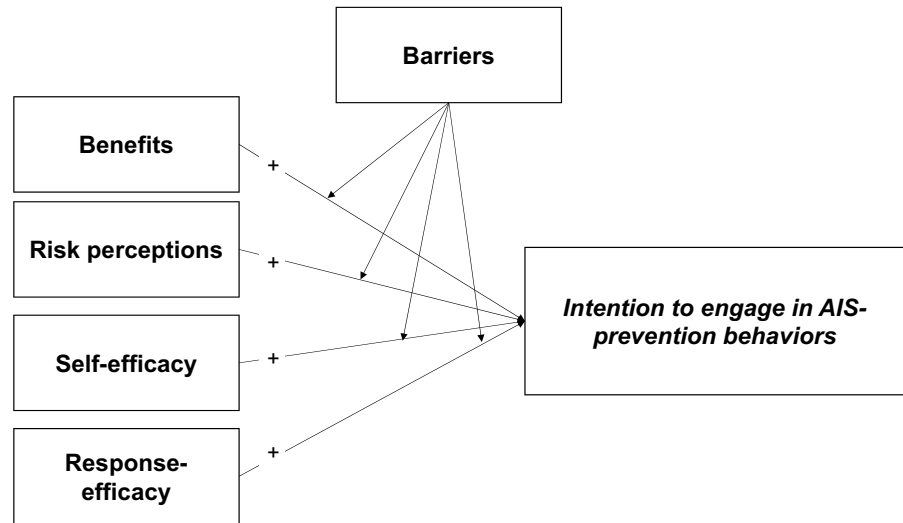 Barriers
Benefits
+
Risk perceptions
+
Intention to engage in AIS-
prevention behaviors
Self-efficacy
+
Response-
efficacy
+